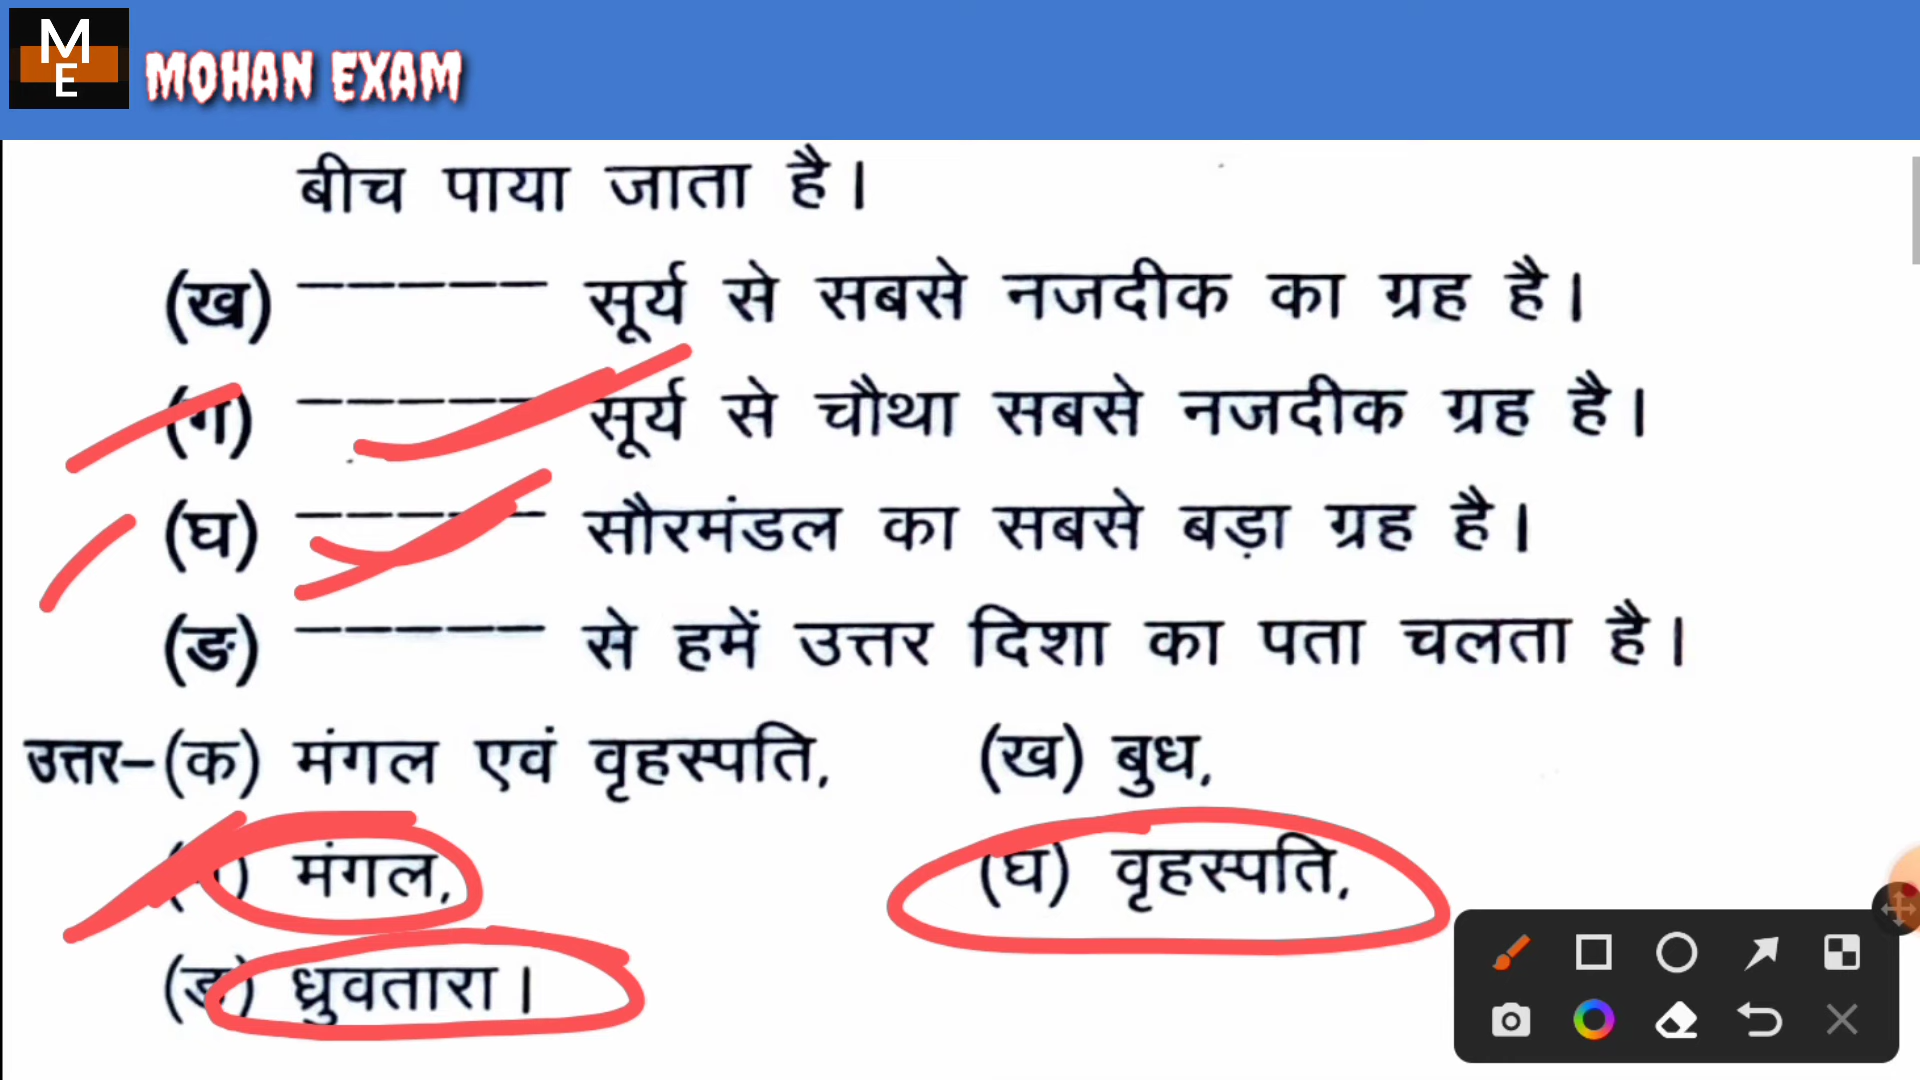 M
E
MOHAN EXAM
बीच पाया जाता है।
(ख) ------ सूर्य से सबसे नजदीक का ग्रह है।
(ग) ------ सूर्य से चौथा सबसे नजदीक ग्रह है।
(घ) ------ सौरमंडल का सबसे बड़ा ग्रह है।
(ङ) ------ से हमें उत्तर दिशा का पता चलता है।
उत्तर–(क) मंगल एवं वृहस्पति, (ख) बुध,
मंगल, (घ) वृहस्पति,
(ङ) ध्रुवतारा।